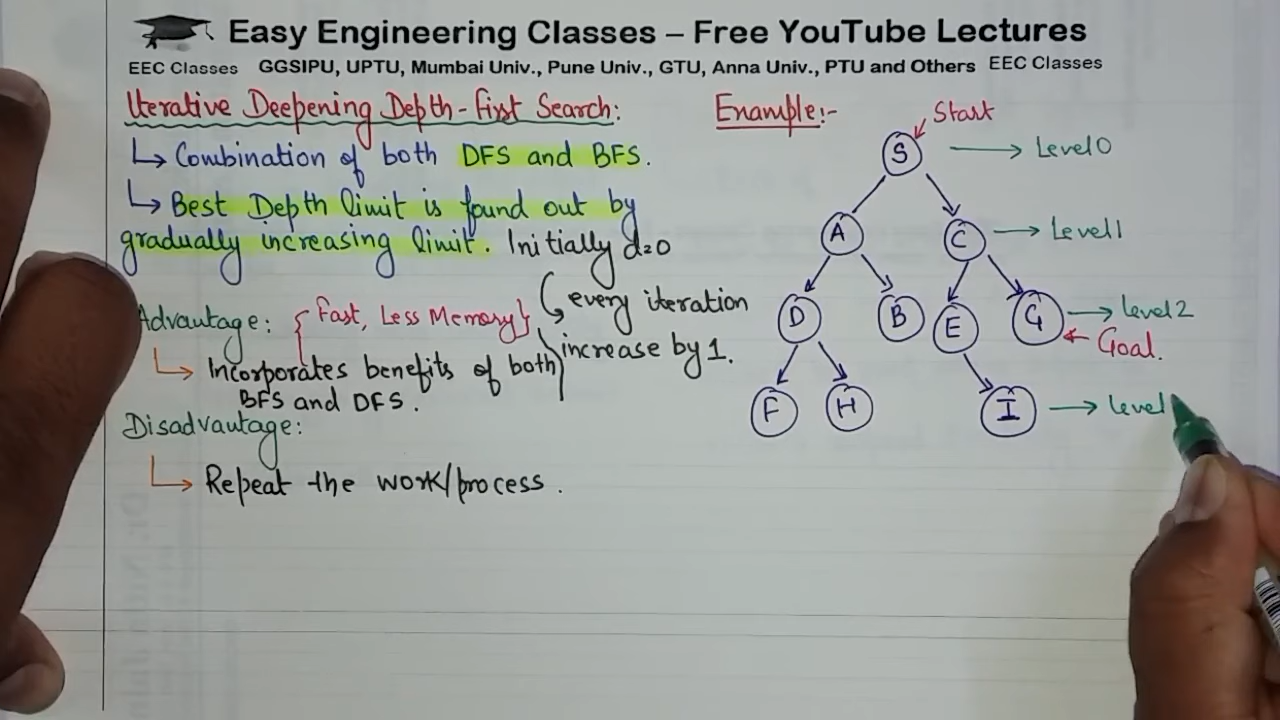 Easy Engineering Classes – Free YouTube Lectures
EEC Classes GGSIPU, UPTU, Mumbai Univ., Pune Univ., GTU, Anna Univ., PTU and Others EEC Classes
Iterative Deepening Depth-First Search:
↳ Combination of both DFS and BFS.
↳ Best Depth limit is found out by
gradually increasing limit. Initially d=0
every iteration
increase by 1.
Advantage: {Fast, Less Memory}
↳ Incorporates benefits of both
BFS and DFS.
Disadvantage:
↳ Repeat the work/process.
Example:-
Start
S → Level 0
A C → Level 1
D B E G → Level 2
Goal.
F H I → Level